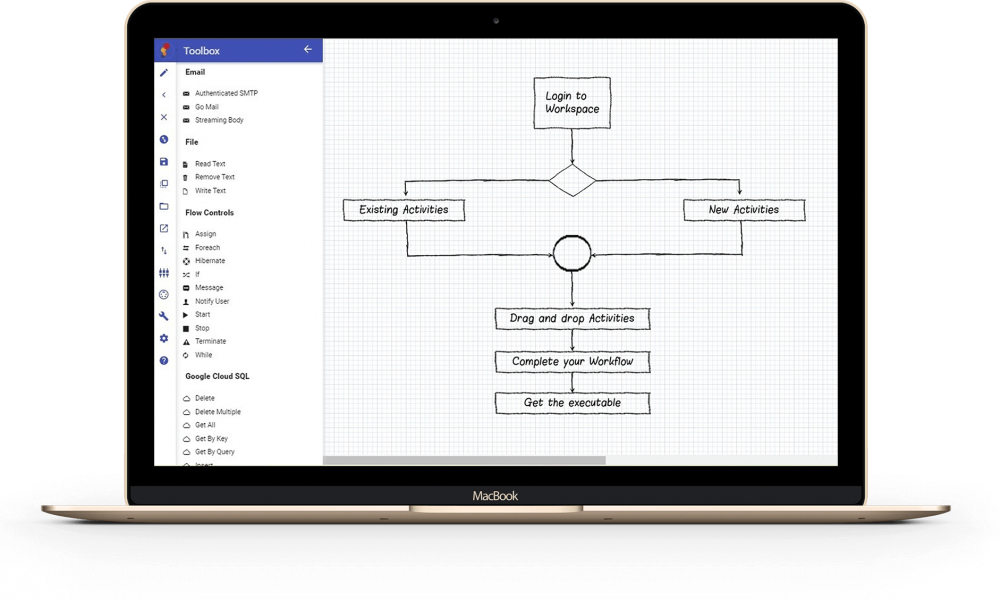 Toolbox
Email
Authenticated SMTP
Go Mail
Streaming Body
File
Read Text
Remove Text
Write Text
Flow Controls
Assign
Foreach
Hibernate
If
Message
Notify User
Start
Stop
Terminate
While
Google Cloud SQL
Delete
Delete Multiple
Get All
Get By Key
Get By Query
Insert
Login to
Workspace
Existing Activities
New Activities
Drag and drop Activities
Complete your Workflow
Get the executable
MacBook